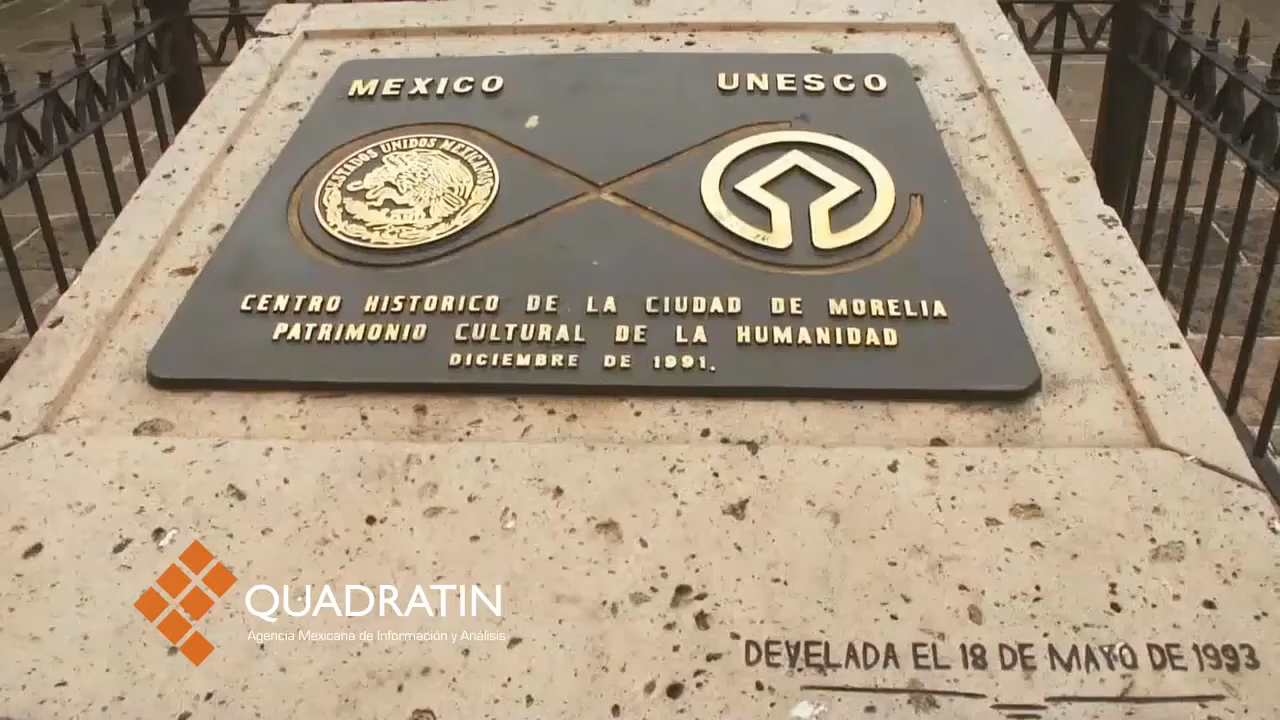 MEXICO
UNESCO
ESTADOS UNIDOS MEXICANOS
CENTRO HISTORICO DE LA CIUDAD DE MORELIA
PATRIMONIO CULTURAL DE LA HUMANIDAD
DICIEMBRE DE 1991.
QUADRATIN
Agencia Mexicana de Información y Análisis
DEVELADA EL 18 DE MAYO DE 1993